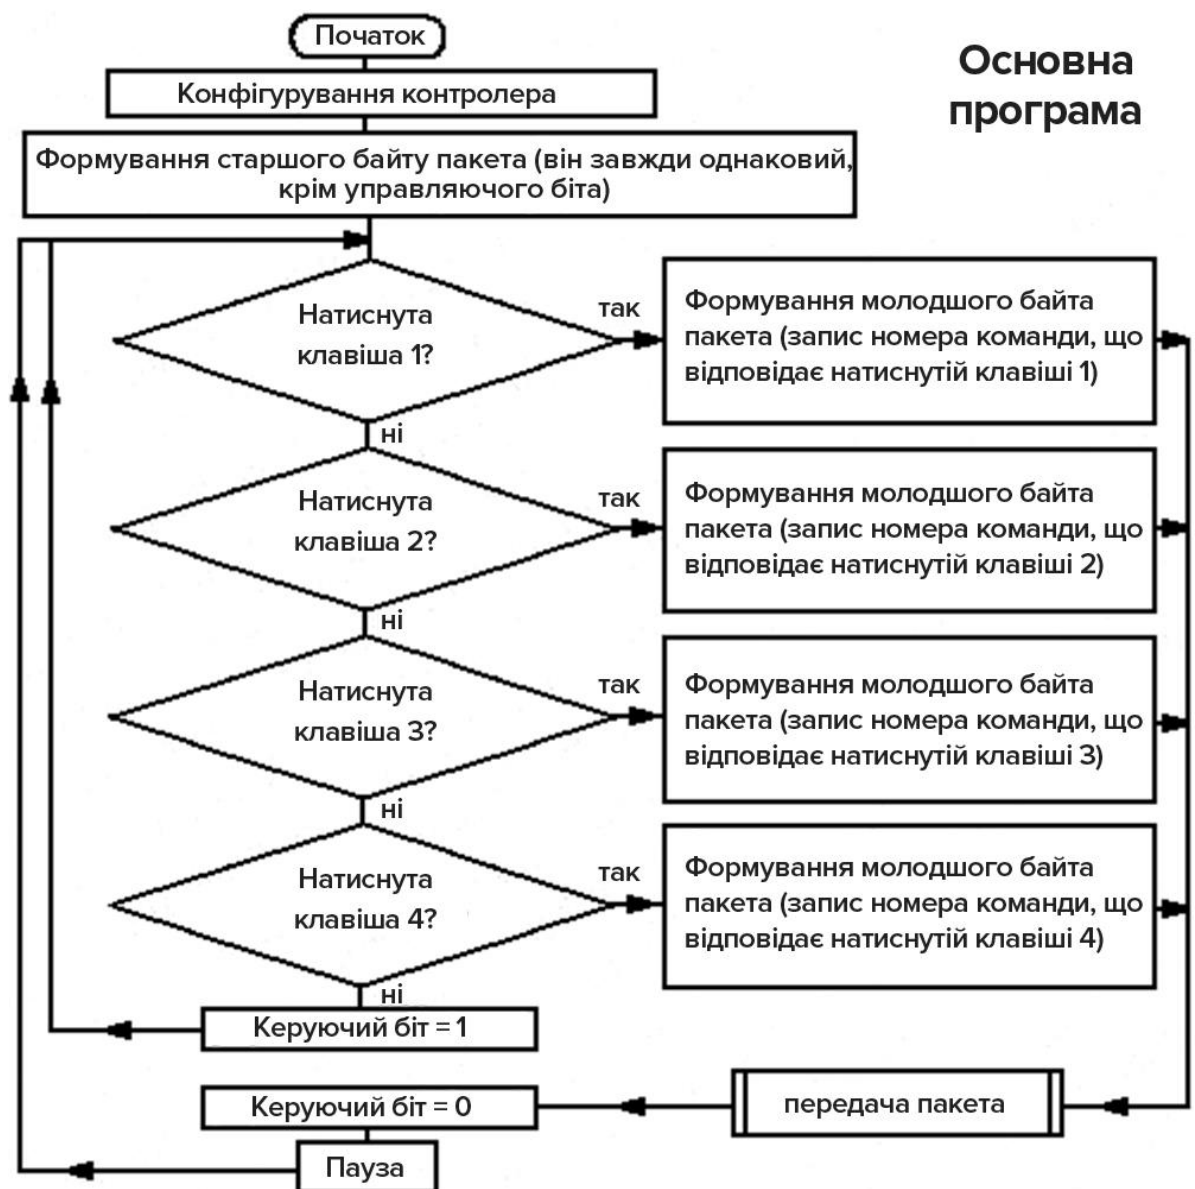 Початок
Основна
програма
Конфігурування контролера
Формування старшого байту пакета (він завжди однаковий,
крім управляючого біта)
Натиснута
клавіша 1?
так
Формування молодшого байта
пакета (запис номера команди, що
відповідає натиснутій клавіші 1)
ні
Натиснута
клавіша 2?
так
Формування молодшого байта
пакета (запис номера команди, що
відповідає натиснутій клавіші 2)
ні
Натиснута
клавіша 3?
так
Формування молодшого байта
пакета (запис номера команди, що
відповідає натиснутій клавіші 3)
ні
Натиснута
клавіша 4?
так
Формування молодшого байта
пакета (запис номера команди, що
відповідає натиснутій клавіші 4)
ні
Керуючий біт = 1
Керуючий біт = 0
передача пакета
Пауза